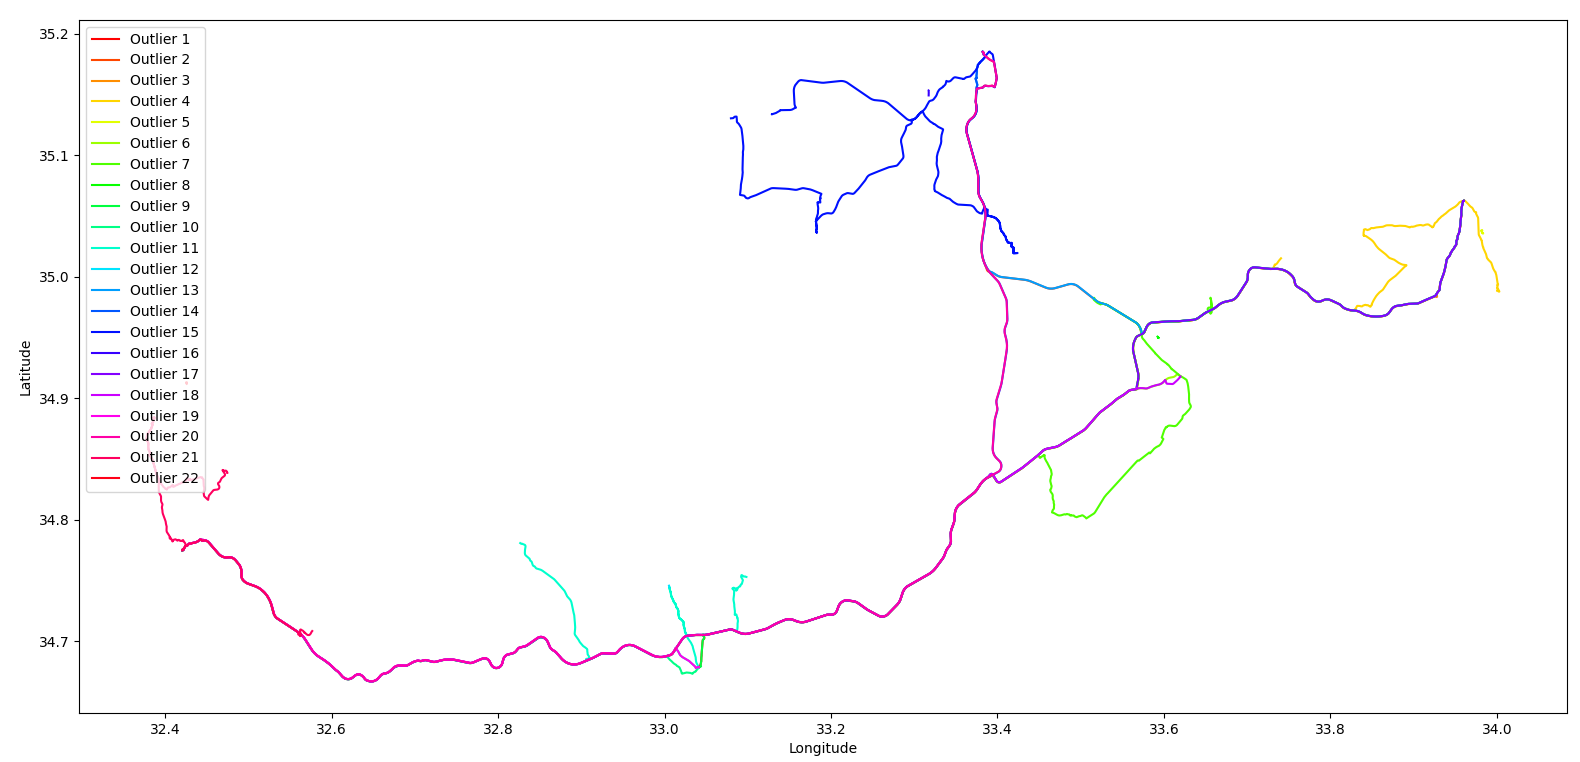 35.2
35.1
35.0
34.9
34.8
34.7
Latitude
Outlier 1
Outlier 2
Outlier 3
Outlier 4
Outlier 5
Outlier 6
Outlier 7
Outlier 8
Outlier 9
Outlier 10
Outlier 11
Outlier 12
Outlier 13
Outlier 14
Outlier 15
Outlier 16
Outlier 17
Outlier 18
Outlier 19
Outlier 20
Outlier 21
Outlier 22
32.4 32.6 32.8 33.0 33.2 33.4 33.6 33.8 34.0
Longitude